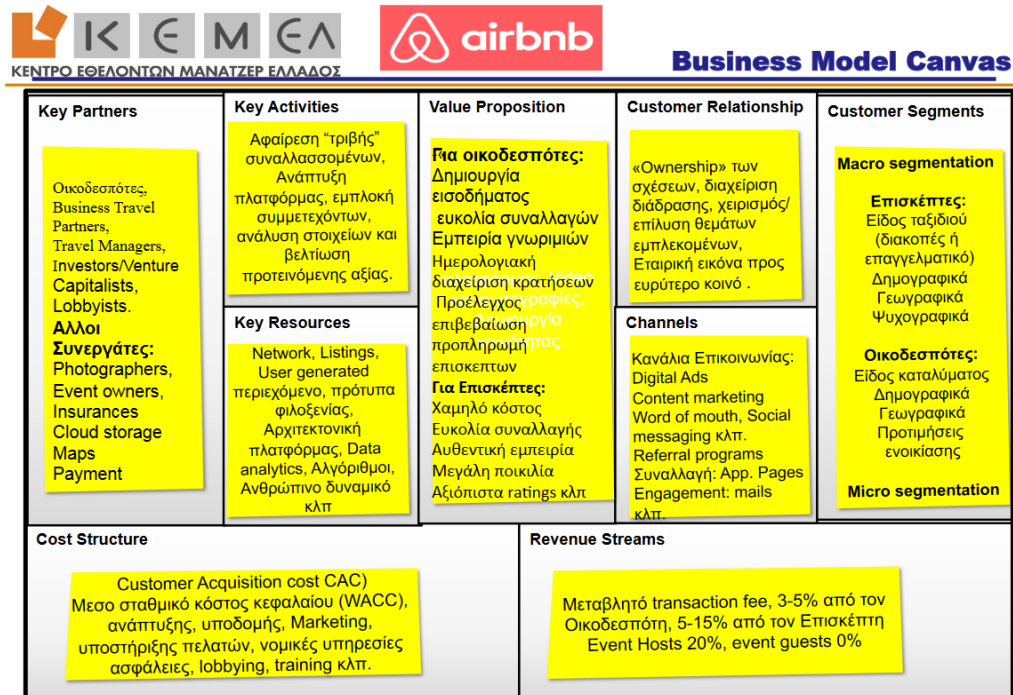 ΚΕΜΕΛ
ΚΕΝΤΡΟ ΕΘΕΛΟΝΤΩΝ ΜΑΝΑΤΖΕΡ ΕΛΛΑΔΟΣ
airbnb
Business Model Canvas
Key Partners
Οικοδεσπότες,
Business Travel
Partners,
Travel Managers,
Investors/Venture
Capitalists,
Lobbyists.
Αλλοι
Συνεργάτες:
Photographers,
Event owners,
Insurances
Cloud storage
Maps
Payment
Key Activities
Αφαίρεση “τριβής”
συναλλασσομένων,
Ανάπτυξη
πλατφόρμας, εμπλοκή
συμμετεχόντων,
ανάλυση στοιχείων και
βελτίωση
προτεινόμενης αξίας.
Key Resources
Network, Listings,
User generated
περιεχόμενο, πρότυπα
φιλοξενίας,
Αρχιτεκτονική
πλατφόρμας, Data
analytics, Αλγόριθμοι,
Ανθρώπινο δυναμικό
κλπ
Value Proposition
Για οικοδεσπότες:
Δημιουργία
εισοδήματος
ευκολία συναλαγών
Εμπειρία γνωριμιών
Ημερολογιακή
διαχείριση κρατήσεων
Προέλεγχος
επιβεβαίωση
προπληρωμή
επισκεπτων
Για Επισκέπτες:
Χαμηλό κόστος
Ευκολία συναλαγής
Αυθεντική εμπειρία
Μεγάλη ποικιλία
Αξιόπιστα ratings κλπ
Customer Relationship
«Ownership» των
σχέσεων, διαχείριση
διάδρασης, χειρισμός/
επίλυση θεμάτων
εμπλεκομένων,
Εταιρική εικόνα προς
ευρύτερο κοινό .
Channels
Κανάλια Επικοινωνίας:
Digital Ads
Content marketing
Word of mouth, Social
messaging κλπ.
Referral programs
Συναλλαγή: App. Pages
Engagement: mails
κλπ.
Customer Segments
Macro segmentation
Επισκέπτες:
Είδος ταξιδιού
(διακοπές ή
επαγγελματικό)
Δημογραφικά
Γεωγραφικά
Ψυχογραφικά
Οικοδεσπότες:
Είδος καταλύματος
Δημογραφικά
Γεωγραφικά
Προτιμήσεις
ενοικίασης
Micro segmentation
Cost Structure
Customer Acquisition cost CAC)
Μεσο σταθμικό κόστος κεφαλαίου (WACC),
ανάπτυξης, υποδομής, Marketing,
υποστήριξης πελατών, νομικές υπηρεσίες
ασφάλειες, lobbying, training κλπ.
Revenue Streams
Μεταβλητό transaction fee, 3-5% από τον
Οικοδεσπότη, 5-15% από τον Επισκέπτη
Event Hosts 20%, event guests 0%